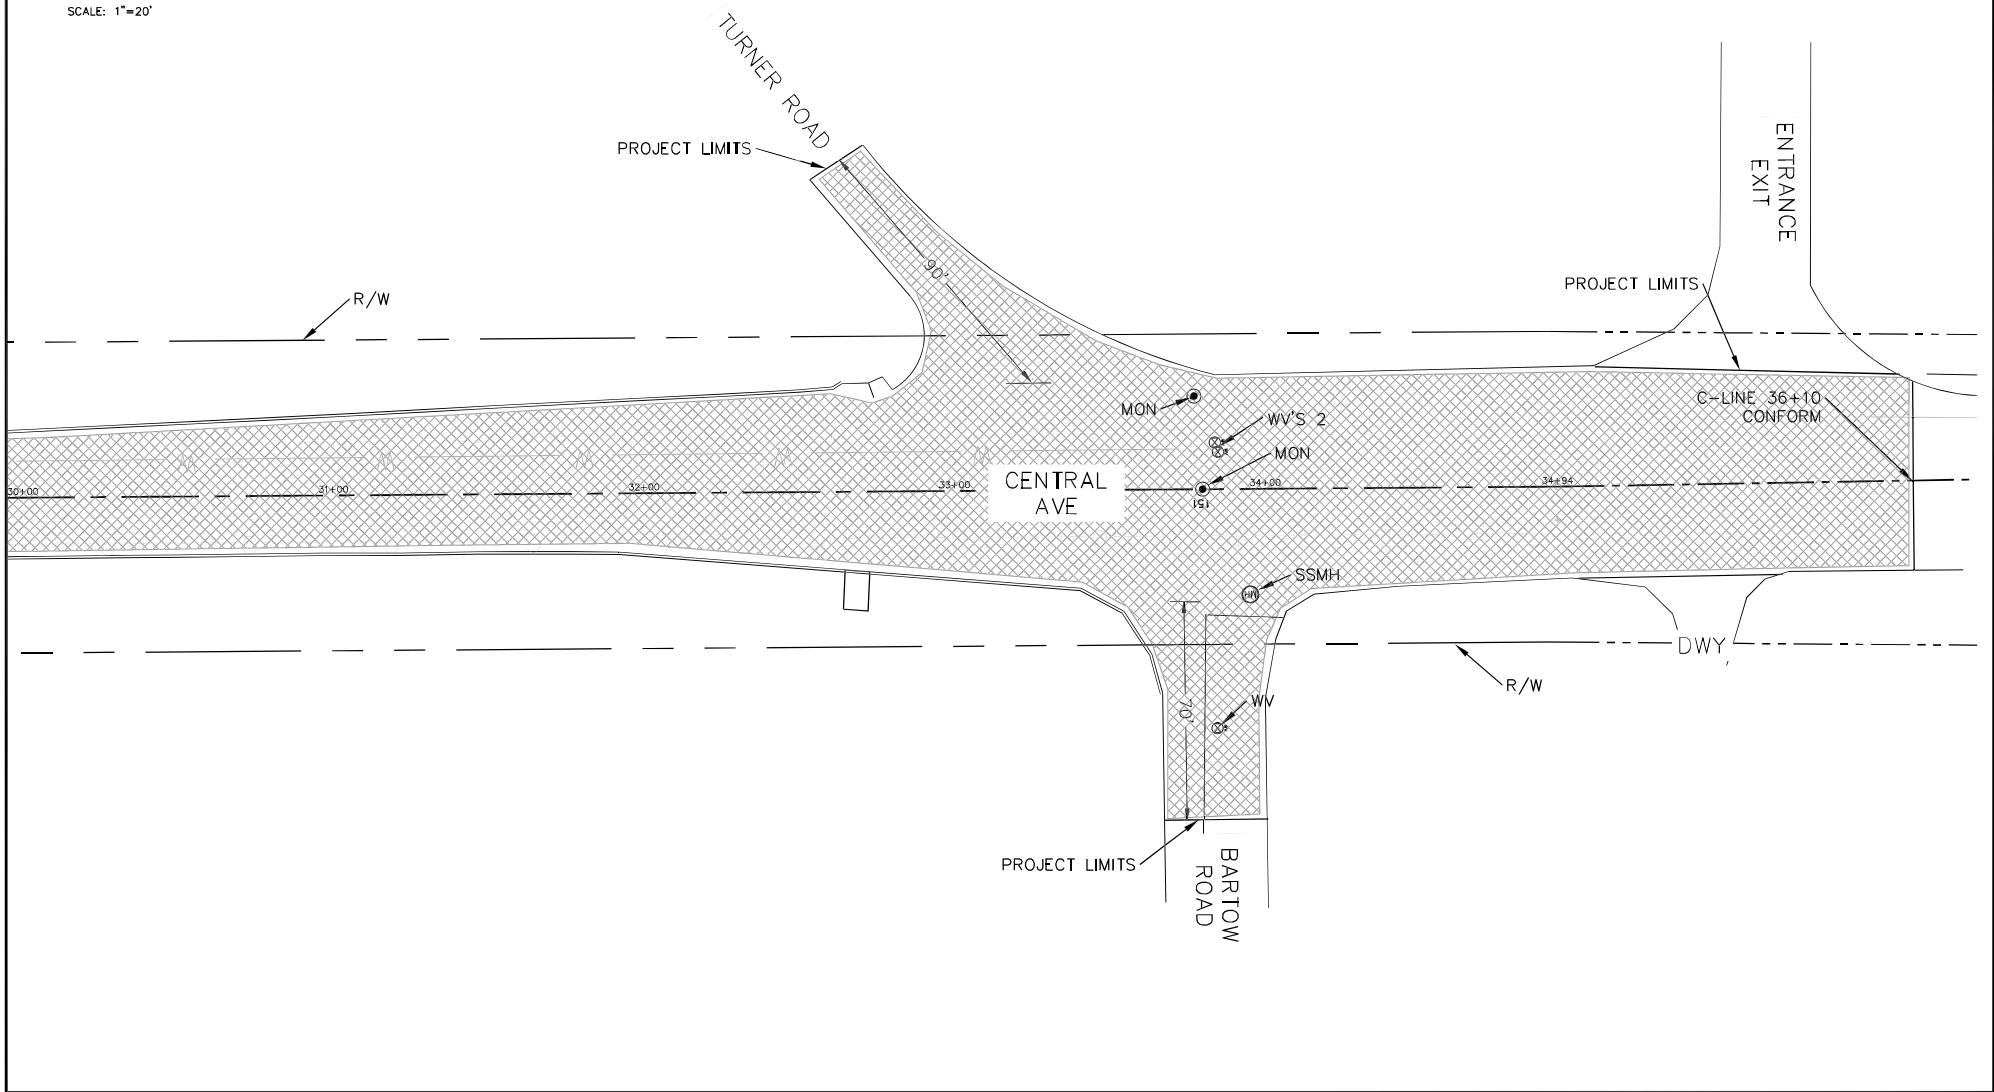 SCALE: 1"=20'
TURNER ROAD
PROJECT LIMITS
ENTRANCE
EXIT
90'
R/W
PROJECT LIMITS
C-LINE 36+10
CONFORM
MON
WV'S 2
MON
30+00
31+00
32+00
33+00
CENTRAL
AVE
34+00
34+94
151
SSMH
MH
DWY
R/W
70'
WV
PROJECT LIMITS
BARTOW
ROAD